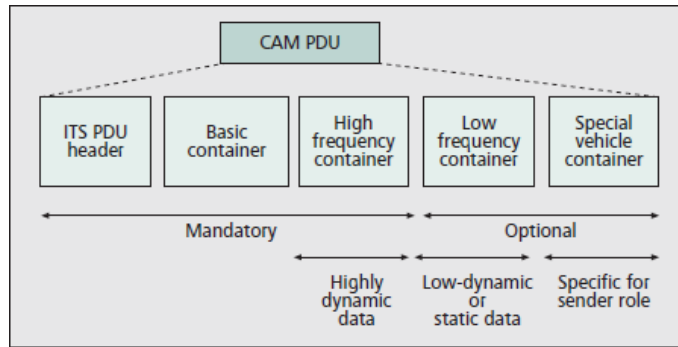 CAM PDU
ITS PDU
header
Basic
container
High
frequency
container
Low
frequency
container
Special
vehicle
container
Mandatory
Optional
Highly
dynamic
data
Low-dynamic
or
static data
Specific for
sender role